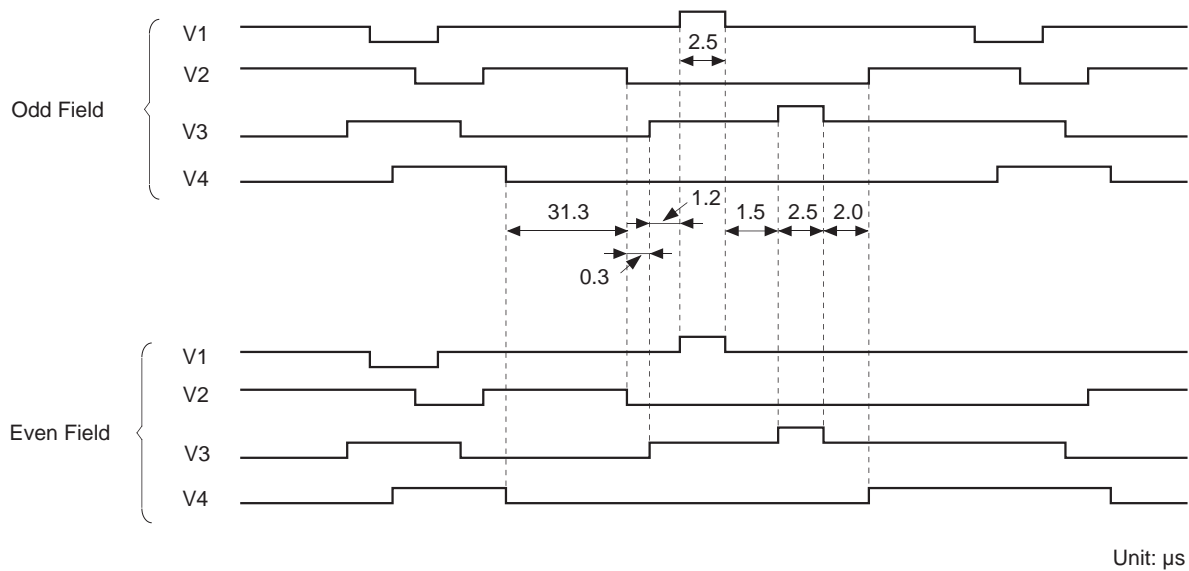 Odd Field
V1
2.5
V2
V3
V4
31.3
1.2
1.5
2.5
2.0
0.3
Even Field
V1
V2
V3
V4
Unit: µs